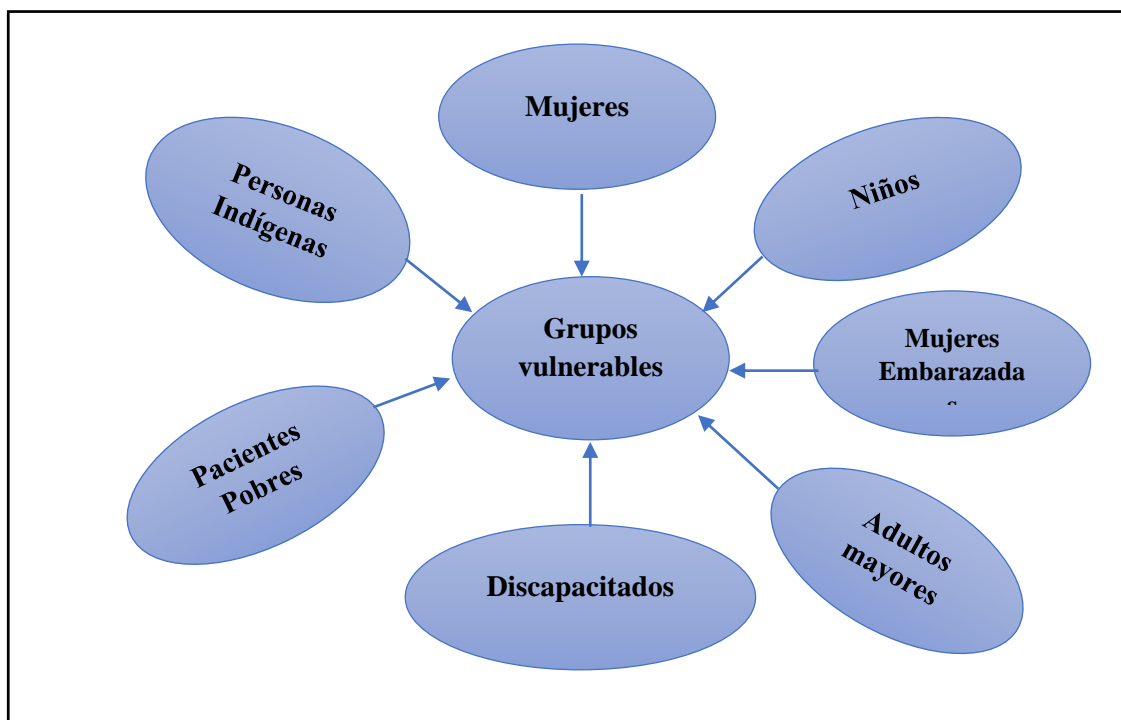 Mujeres
Personas
Indígenas
Niños
Grupos
vulnerables
Mujeres
Embarazada
s
Pacientes
Pobres
Discapacitados
Adultos
mayores